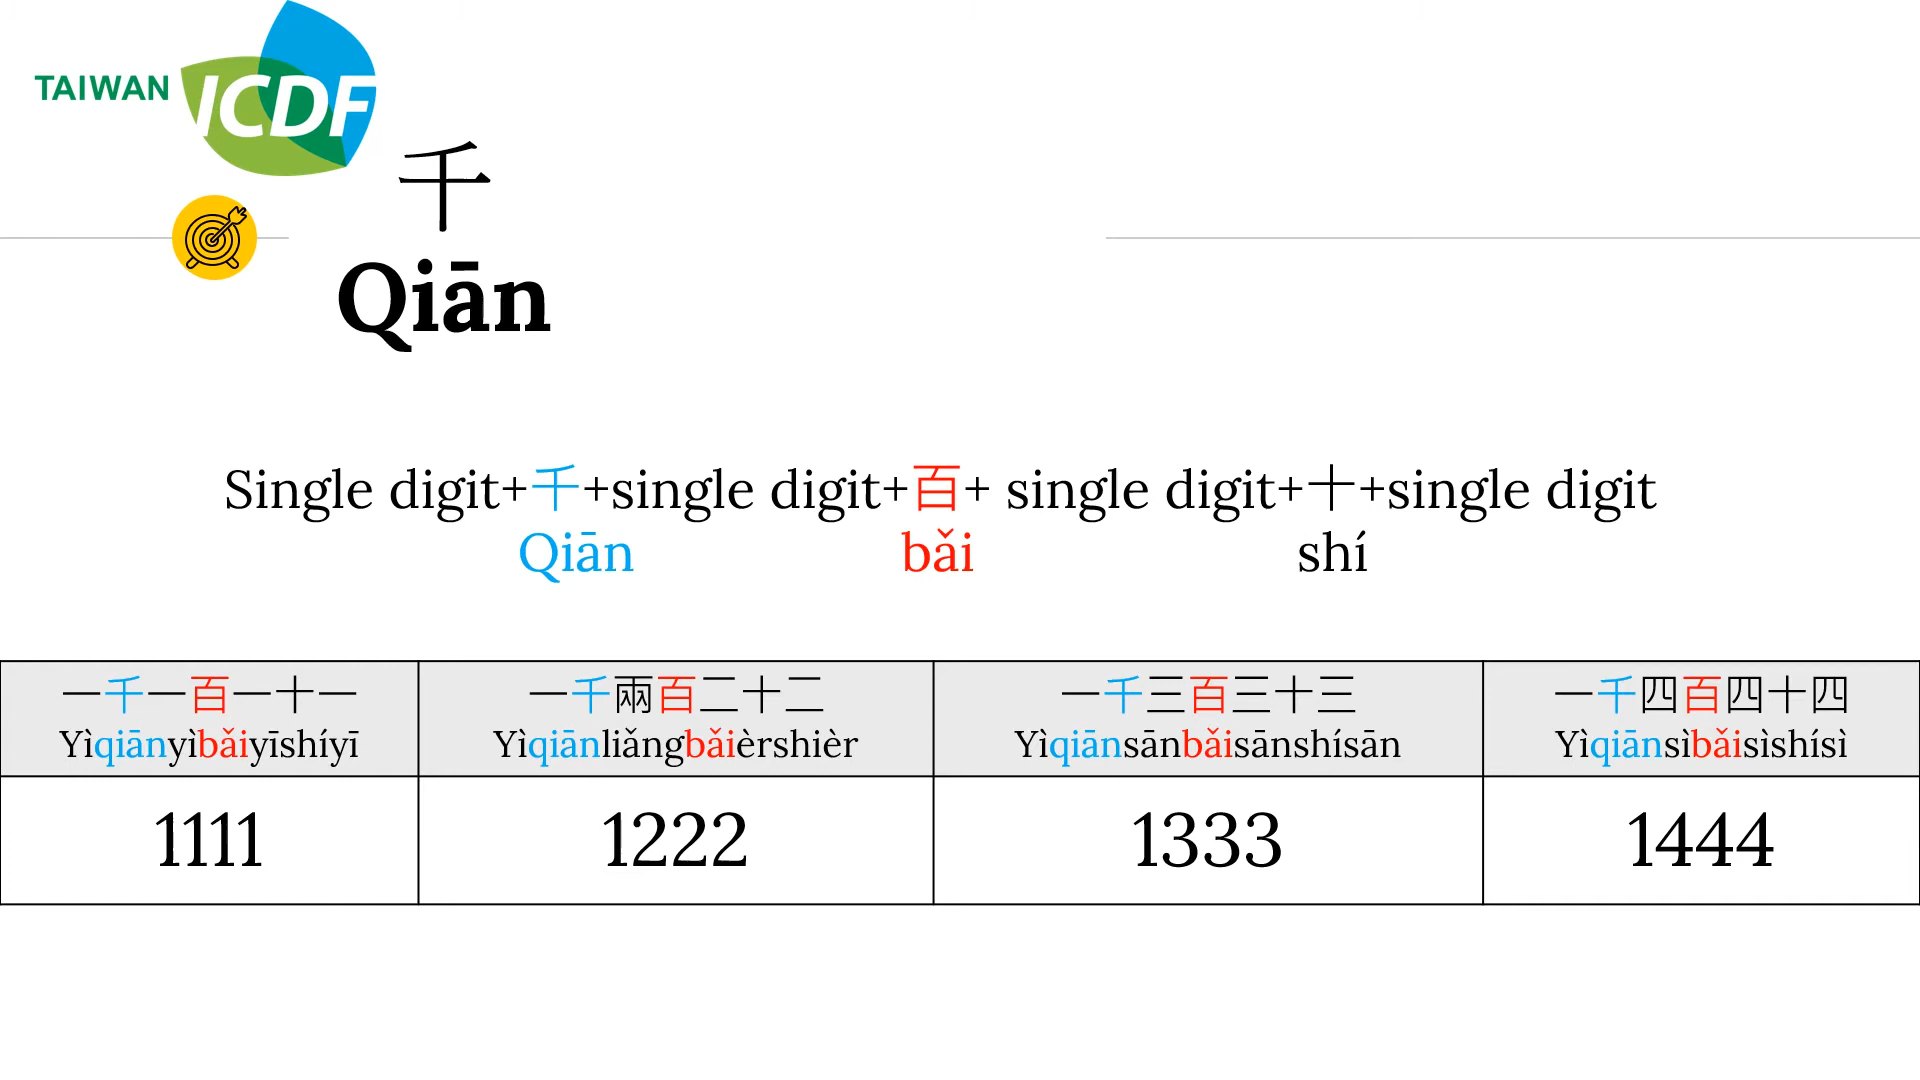 TAIWAN ICDF
千
Qiān
Single digit+千+single digit+百+ single digit+十+single digit
Qiān bǎi shí
一千一百一十一 一千兩百二十二 一千三百三十三 一千四百四十四
Yìqiānyìbǎiyīshíyī Yìqiānliǎngbǎièrshièr Yìqiānsānbǎisānshísān Yìqiānsìbǎisìshísì
1111 1222 1333 1444